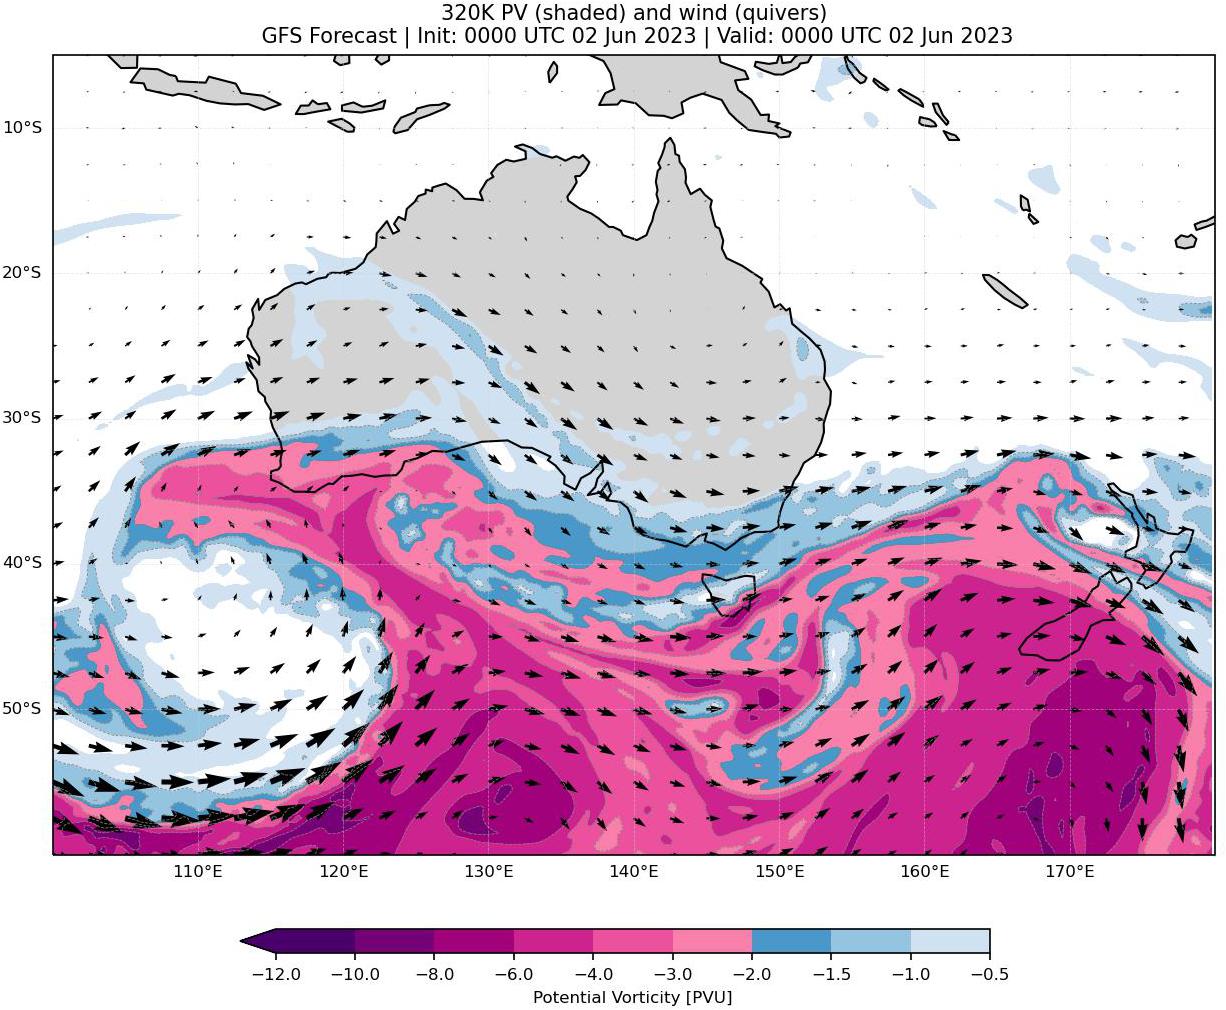 320K PV (shaded) and wind (quivers)
GFS Forecast | Init: 0000 UTC 02 Jun 2023 | Valid: 0000 UTC 02 Jun 2023
10°S
20°S
30°S
40°S
50°S
110°E 120°E 130°E 140°E 150°E 160°E 170°E
−12.0 −10.0 −8.0 −6.0 −4.0 −3.0 −2.0 −1.5 −1.0 −0.5
Potential Vorticity [PVU]